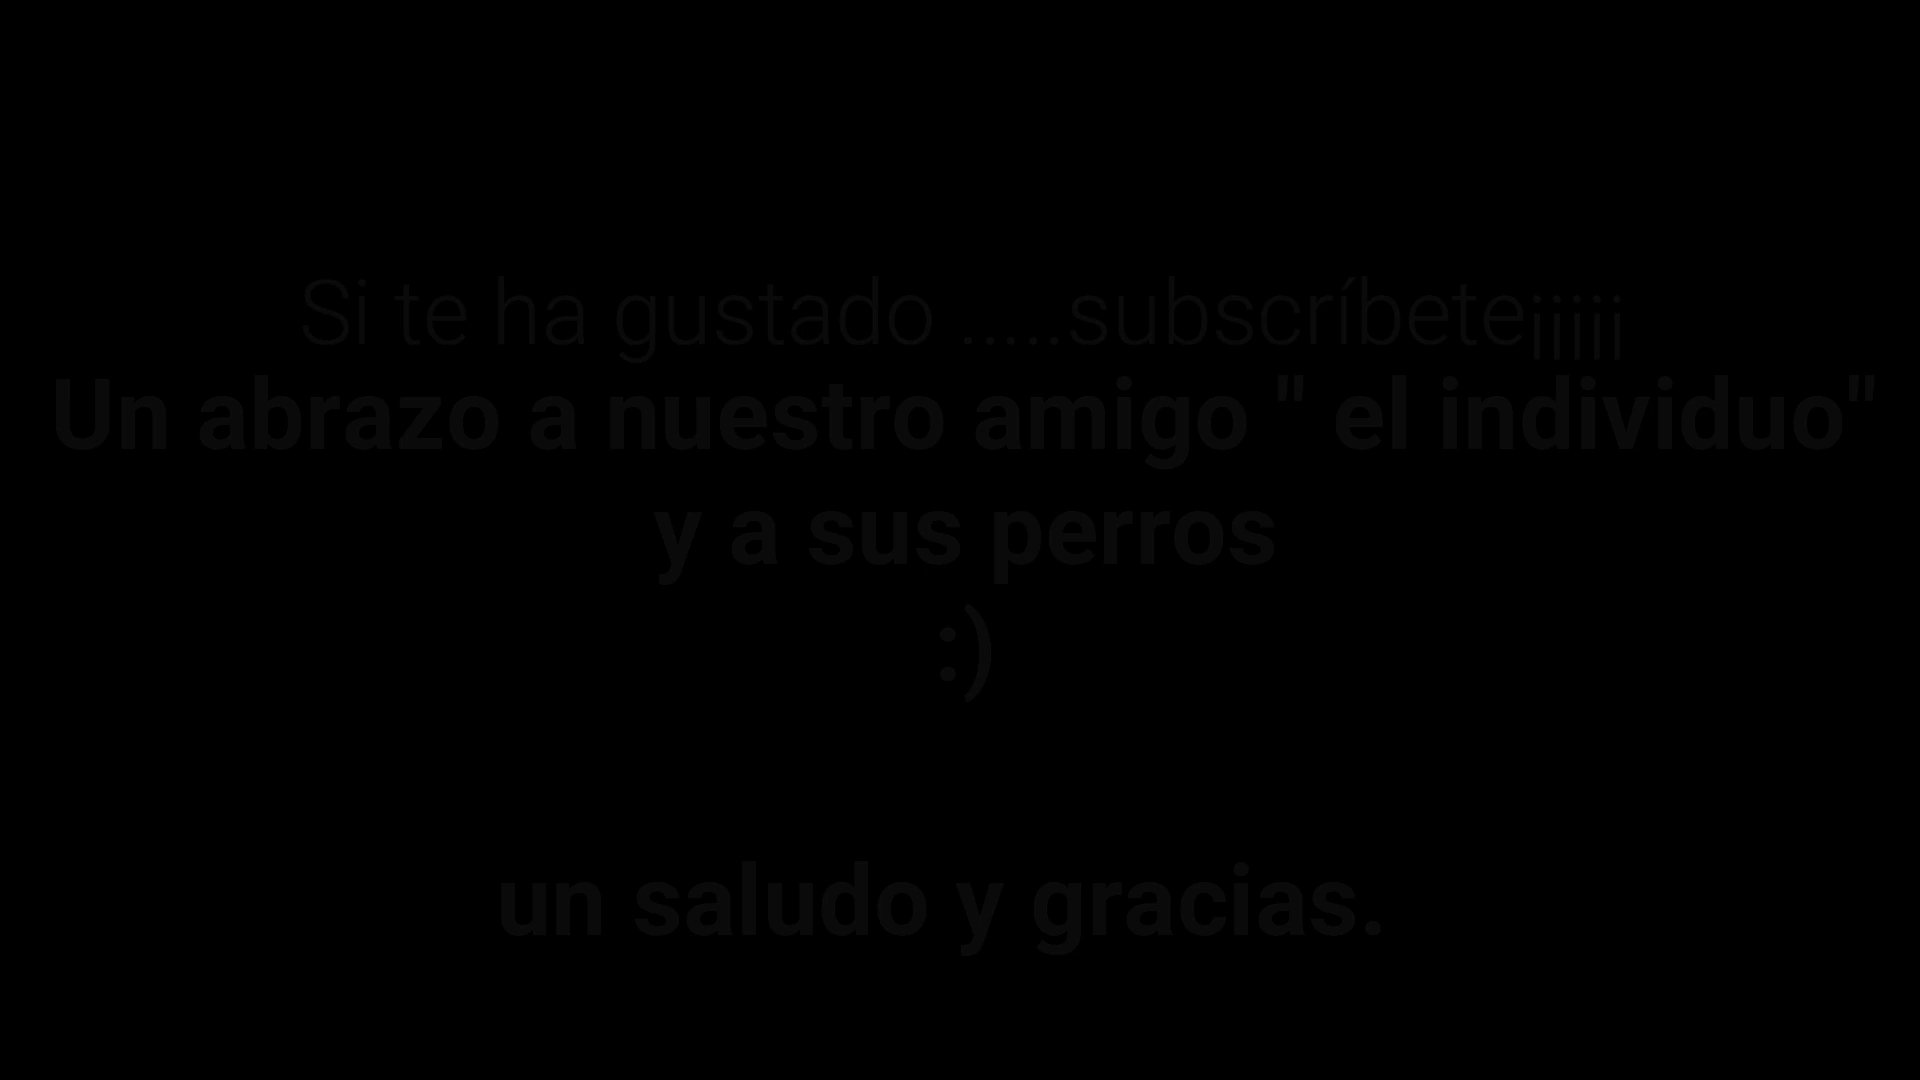 Si te ha gustado .....subscríbete¡¡¡¡¡
Un abrazo a nuestro amigo " el individuo"
y a sus perros
:)
un saludo y gracias.